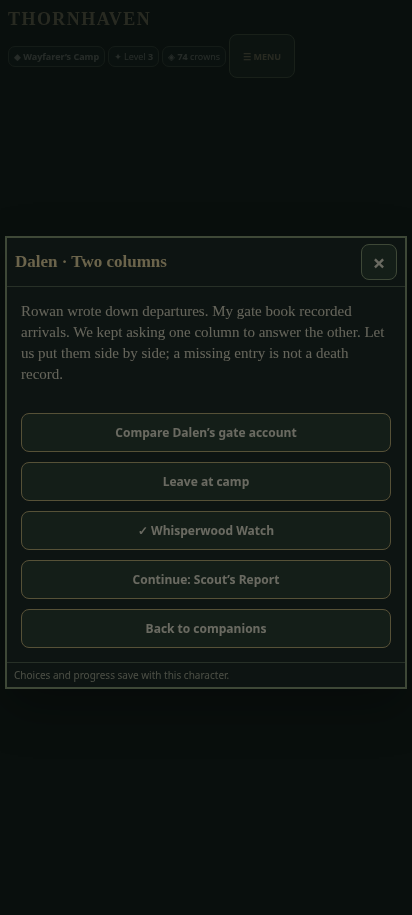 THORNHAVEN
◆ Wayfarer's Camp ✦ Level 3 ◈ 74 crowns ☰ MENU
Dalen · Two columns ×
Rowan wrote down departures. My gate book recorded
arrivals. We kept asking one column to answer the other. Let
us put them side by side; a missing entry is not a death
record.
Compare Dalen’s gate account
Leave at camp
✓ Whisperwood Watch
Continue: Scout’s Report
Back to companions
Choices and progress save with this character.